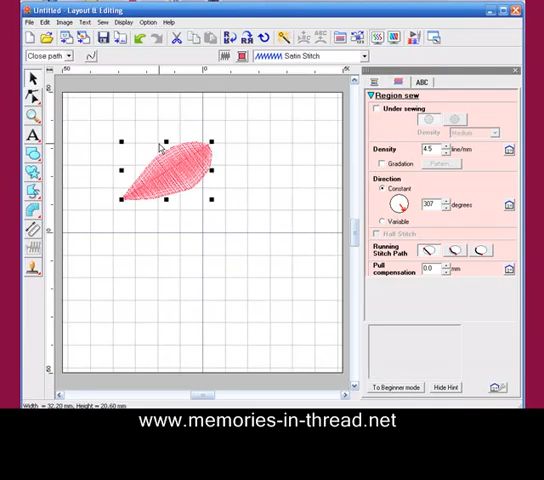 Untitled - Layout & Editing
File Edit Image Text Sew Display Option Help
Close path
Satin Stitch
ABC
Region sew
Under sewing
Density Medium
Density 4.5 line/mm
Gradation Pattern...
Direction
Constant
307 degrees
Variable
Half Stitch
Running
Stitch Path
Pull 0.0 mm
compensation
To Beginner mode Hide Hint
Width = 32.20 mm, Height = 20.60 mm
www.memories-in-thread.net